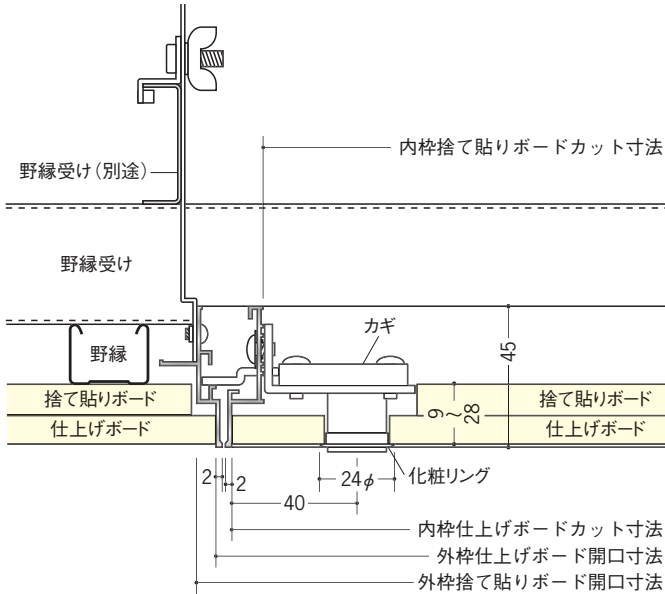 内枠捨て貼りボードカット寸法
野縁受け(別途)
野縁受け
カギ
野縁
45
捨て貼りボード
9〜28
捨て貼りボード
仕上げボード
仕上げボード
2
2
24φ
化粧リング
40
内枠仕上げボードカット寸法
外枠仕上げボード開口寸法
外枠捨て貼りボード開口寸法